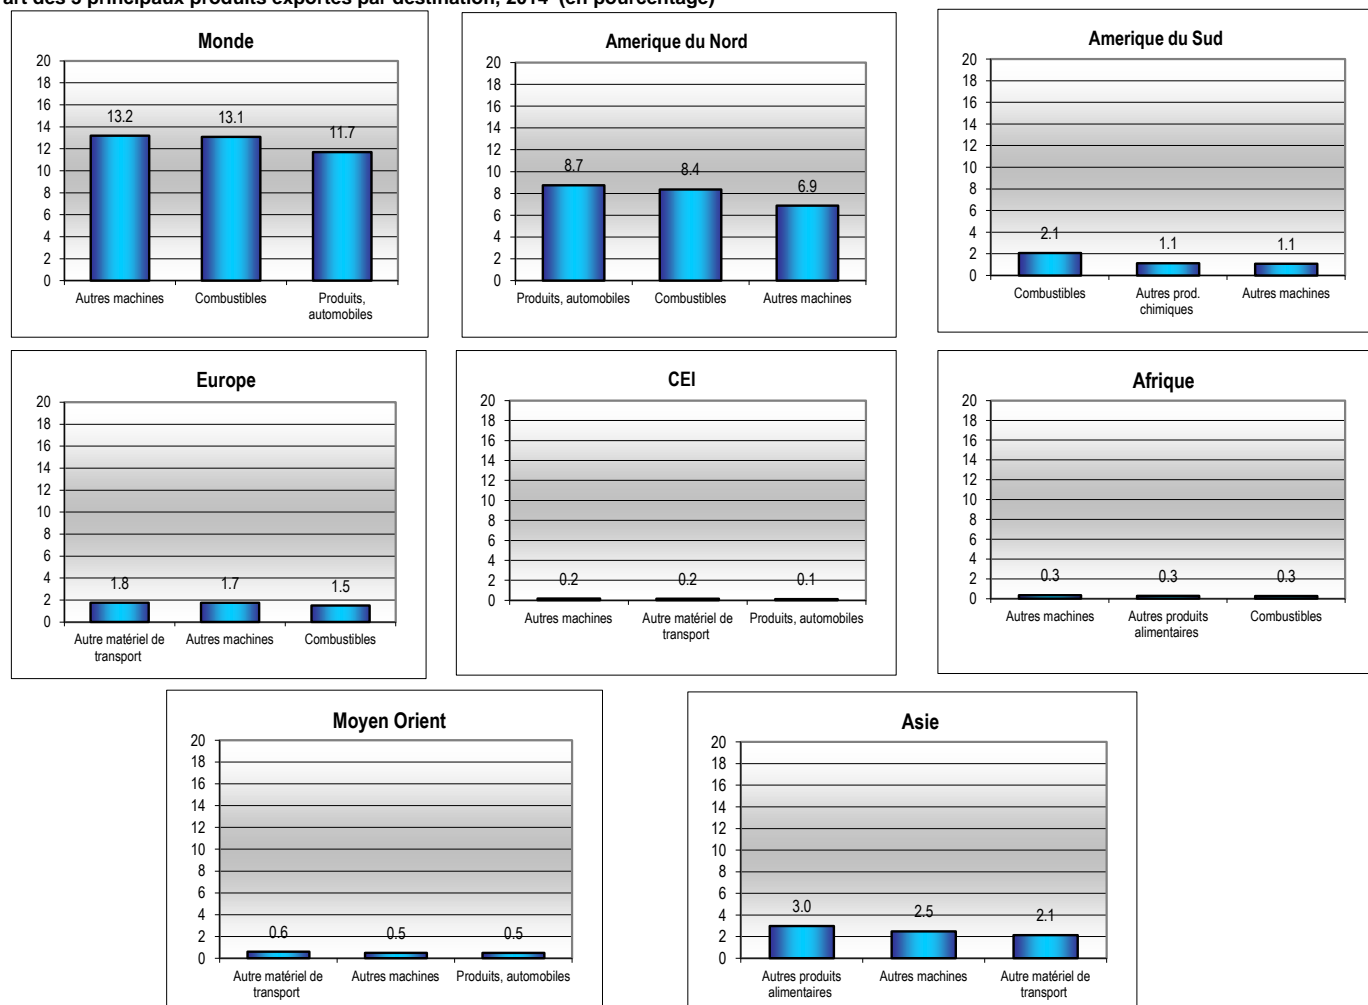 art des 3 principaux produits exportés par destination, 2014 (en pourcentage)
Monde
20
18
16
14
12
10
8
6
4
2
0
13.2
13.1
11.7
Autres machines
Combustibles
Produits,
automobiles
Amerique du Nord
20
18
16
14
12
10
8
6
4
2
0
8.7
8.4
6.9
Produits, automobiles
Combustibles
Autres machines
Amerique du Sud
20
18
16
14
12
10
8
6
4
2
0
2.1
1.1
1.1
Combustibles
Autres prod.
chimiques
Autres machines
Europe
20
18
16
14
12
10
8
6
4
2
0
1.8
1.7
1.5
Autre matériel de
transport
Autres machines
Combustibles
CEI
20
18
16
14
12
10
8
6
4
2
0
0.2
0.2
0.1
Autres machines
Autre matériel de
transport
Produits, automobiles
Afrique
20
18
16
14
12
10
8
6
4
2
0
0.3
0.3
0.3
Autres machines
Autres produits
alimentaires
Combustibles
Moyen Orient
20
18
16
14
12
10
8
6
4
2
0
0.6
0.5
0.5
Autre matériel de
transport
Autres machines
Produits, automobiles
Asie
20
18
16
14
12
10
8
6
4
2
0
3.0
2.5
2.1
Autres produits
alimentaires
Autres machines
Autre matériel de
transport